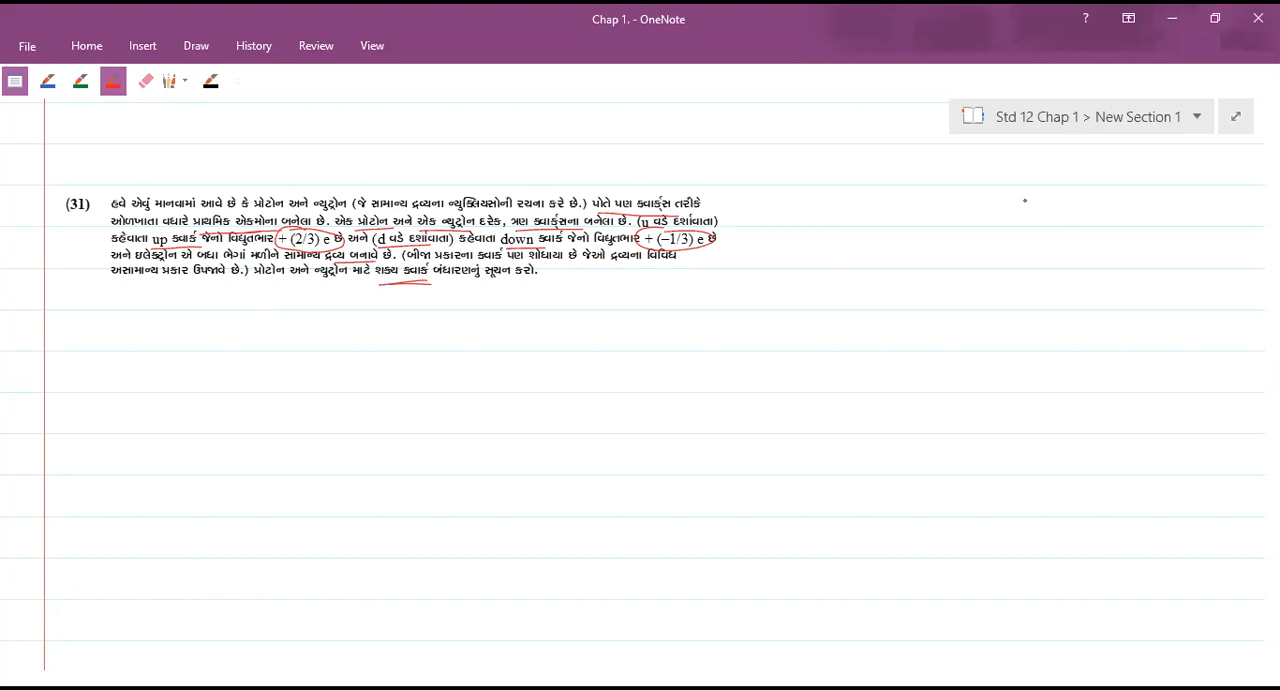 Chap 1. - OneNote
?
File Home Insert Draw History Review View
Std 12 Chap 1 > New Section 1
(31) હવે એવું માનવામાં આવે છે કે પ્રોટોન અને ન્યુટ્રોન (જે સામાન્ય દ્રવ્યના ન્યુક્લિયસોની રચના કરે છે.) પોતે પણ ક્વાર્ક્સ તરીકે
ઓળખાતા વધારે પ્રાથમિક એકમોના બનેલા છે. એક પ્રોટોન અને એક ન્યુટ્રોન દરેક, ત્રણ ક્વાર્ક્સના બનેલા છે. (u વડે દર્શાવાતા)
કહેવાતા up ક્વાર્ક જેનો વિદ્યુતભાર + (2/3) e છે અને (d વડે દર્શાવાતા) કહેવાતા down ક્વાર્ક જેનો વિદ્યુતભાર + (−1/3) e છે
અને ઇલેક્ટ્રોન એ બધા ભેગાં મળીને સામાન્ય દ્રવ્ય બનાવે છે. (બીજા પ્રકારના ક્વાર્ક પણ શોધાયા છે જેઓ દ્રવ્યના વિવિધ
અસામાન્ય પ્રકાર ઉપજાવે છે.) પ્રોટોન અને ન્યુટ્રોન માટે શક્ય ક્વાર્ક બંધારણનું સૂચન કરો.